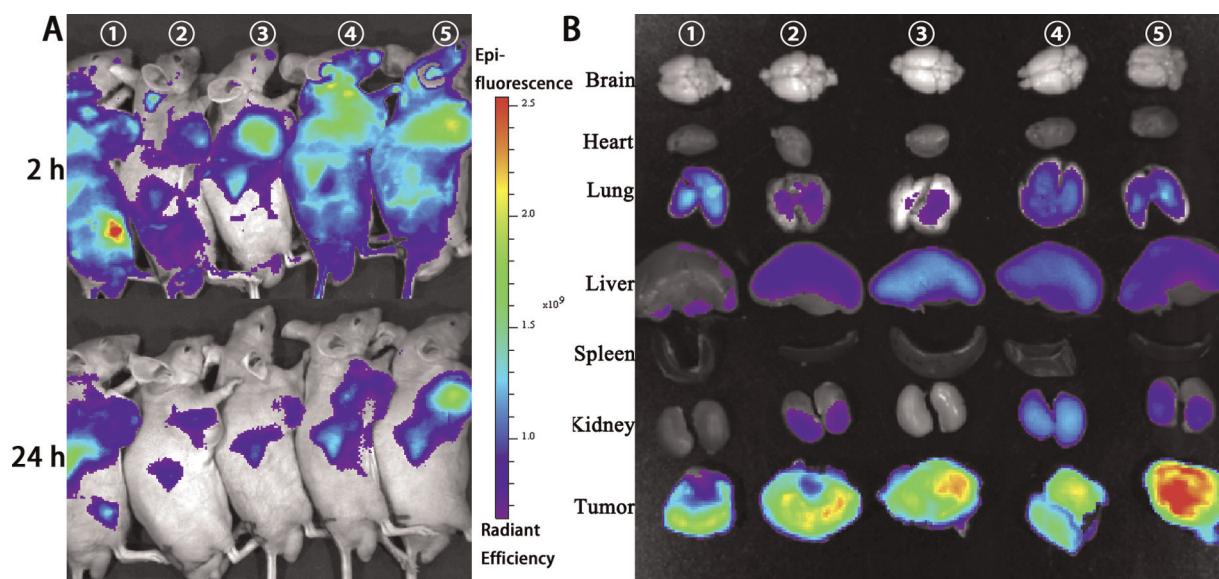 A
① ② ③ ④ ⑤
Epi-
fluorescence
2.5
2.0
x10⁹
1.5
1.0
Radiant
Efficiency
2 h
24 h
B
① ② ③ ④ ⑤
Brain
Heart
Lung
Liver
Spleen
Kidney
Tumor